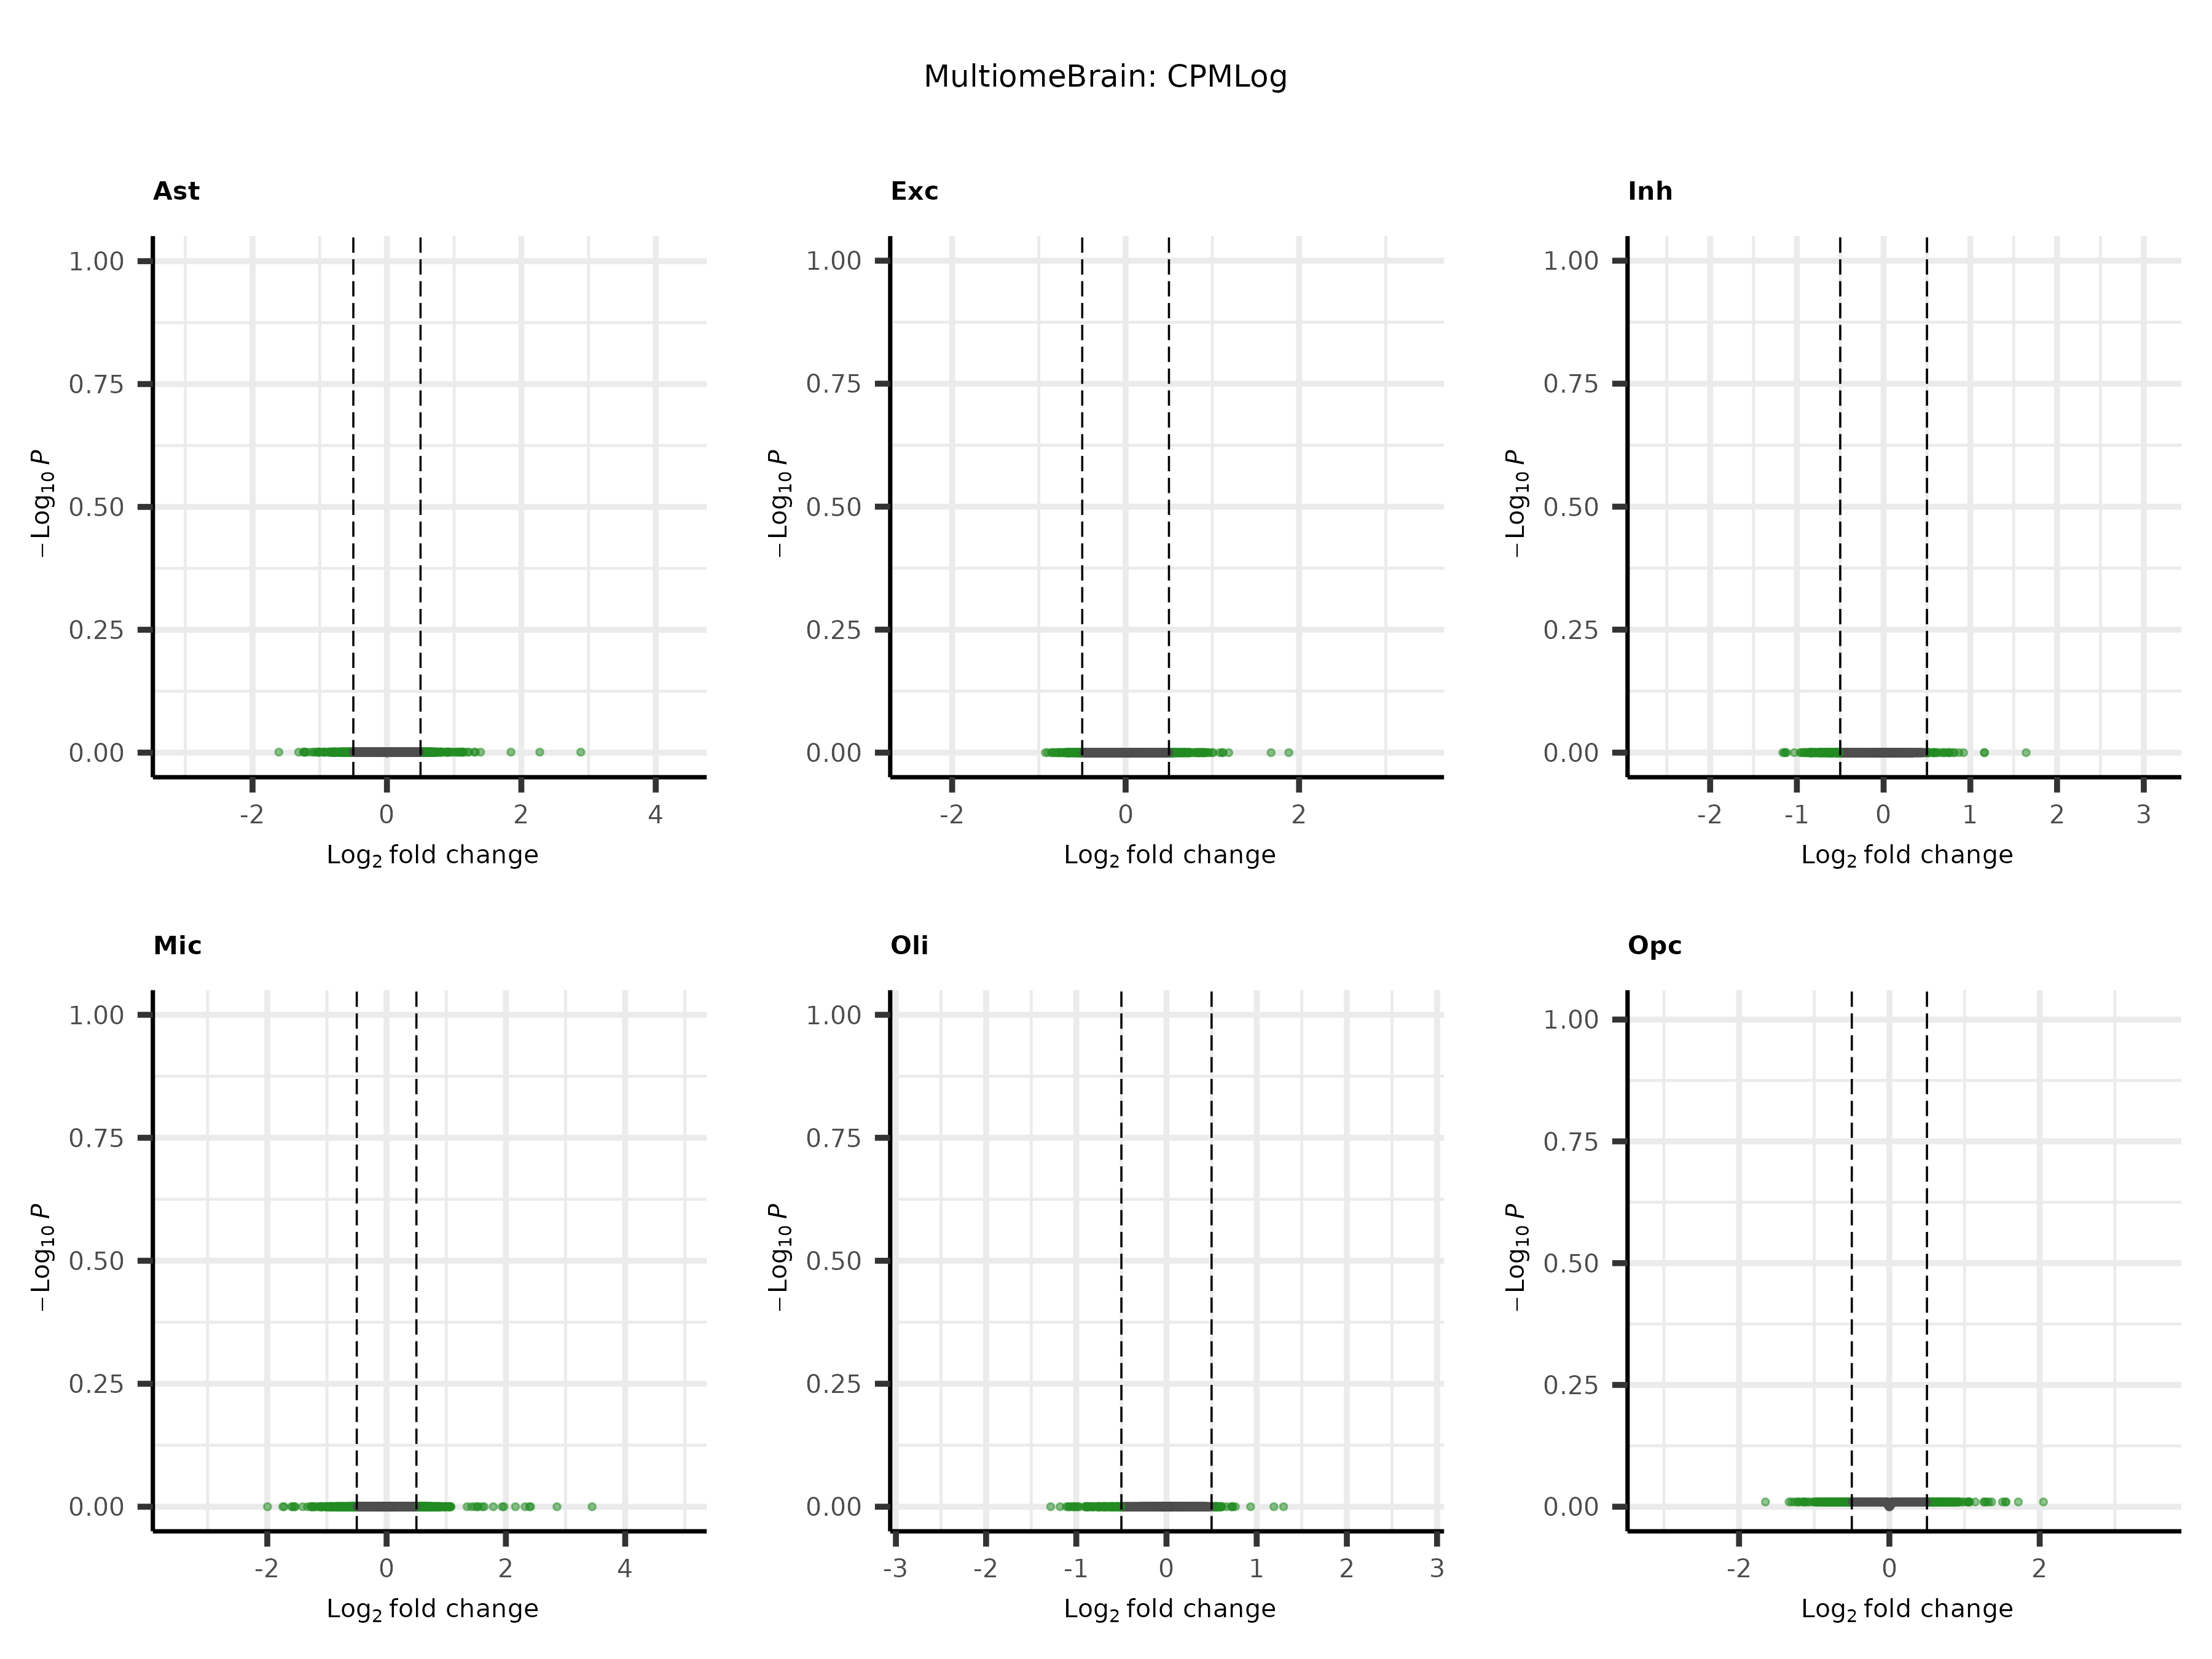 MultiomeBrain: CPMLog
Ast
Exc
Inh
1.00
0.75
0.50
0.25
0.00
−Log10 P
-2 0 2 4
Log2 fold change
1.00
0.75
0.50
0.25
0.00
−Log10 P
-2 0 2
Log2 fold change
1.00
0.75
0.50
0.25
0.00
−Log10 P
-2 -1 0 1 2 3
Log2 fold change
Mic
Oli
Opc
1.00
0.75
0.50
0.25
0.00
−Log10 P
-2 0 2 4
Log2 fold change
1.00
0.75
0.50
0.25
0.00
−Log10 P
-3 -2 -1 0 1 2 3
Log2 fold change
1.00
0.75
0.50
0.25
0.00
−Log10 P
-2 0 2
Log2 fold change